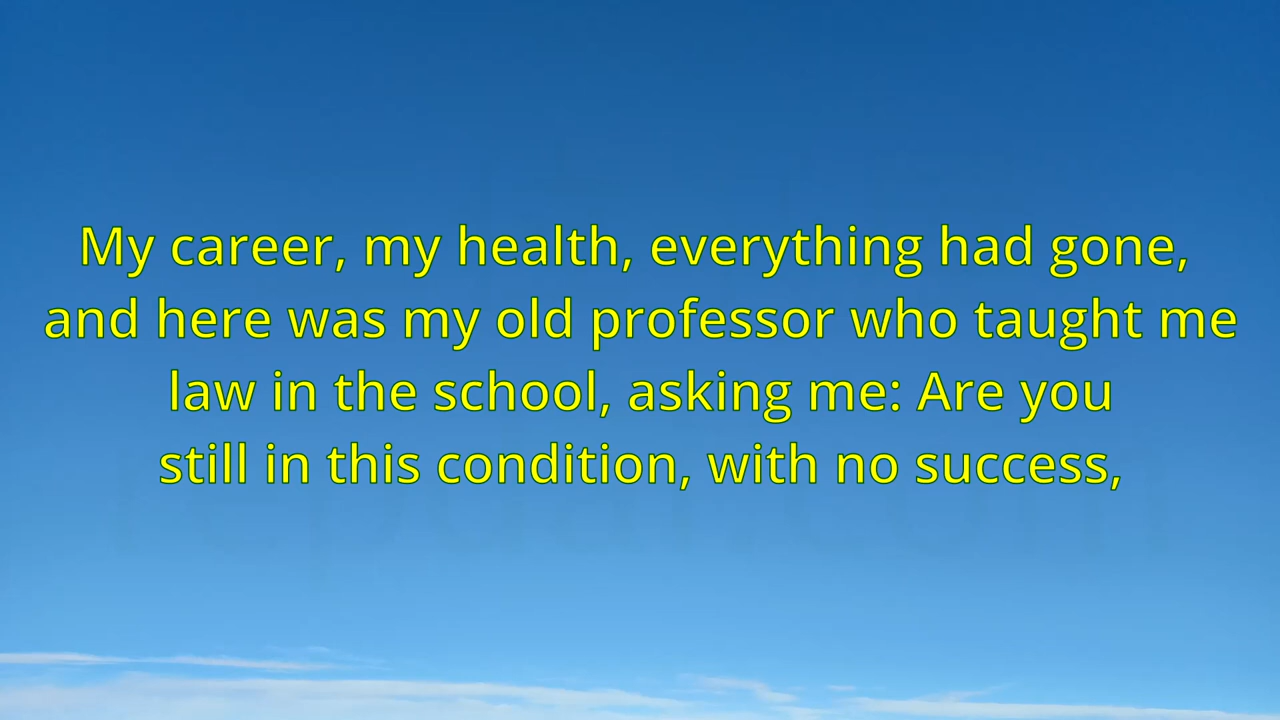 My career, my health, everything had gone,
and here was my old professor who taught me
law in the school, asking me: Are you
still in this condition, with no success,